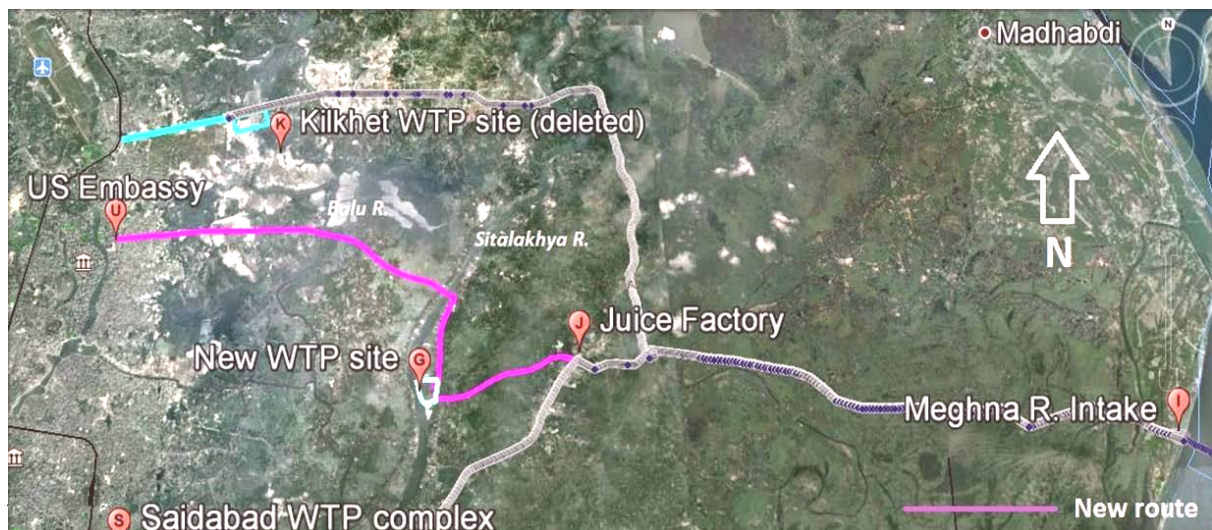 N
Madhabdi
K
Kilkhet WTP site (deleted)
US Embassy
U
Balu R.
Sitàlakhya R.
N
J
Juice Factory
New WTP site
G
Meghna R. Intake
I
New route
S
Saidabad WTP complex